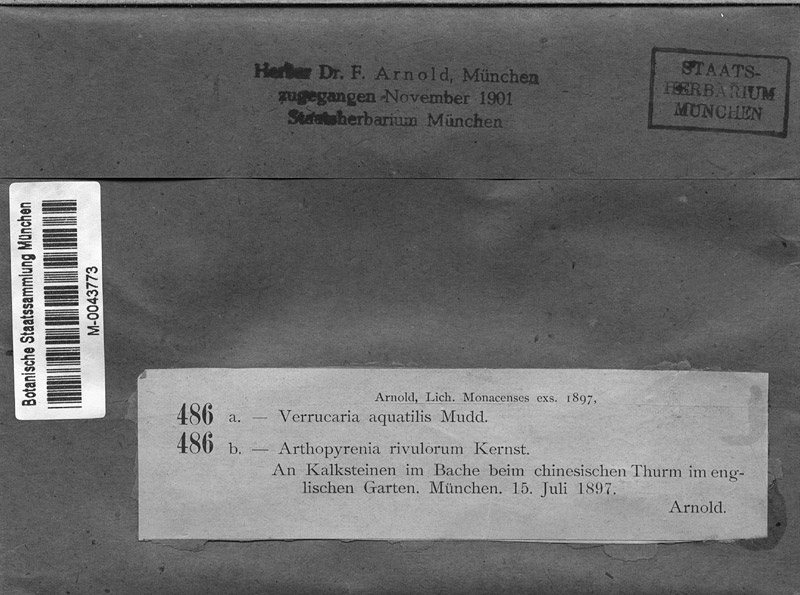 Herbar Dr. F. Arnold, München
zugegangen November 1901
Staatsherbarium München
STAATS-
HERBARIUM
MÜNCHEN
Botanische Staatssammlung München
M-0043773
Arnold, Lich. Monacenses exs. 1897,
486 a. — Verrucaria aquatilis Mudd.
486 b. — Arthopyrenia rivulorum Kernst.
An Kalksteinen im Bache beim chinesischen Thurm im eng-
lischen Garten. München. 15. Juli 1897.
Arnold.